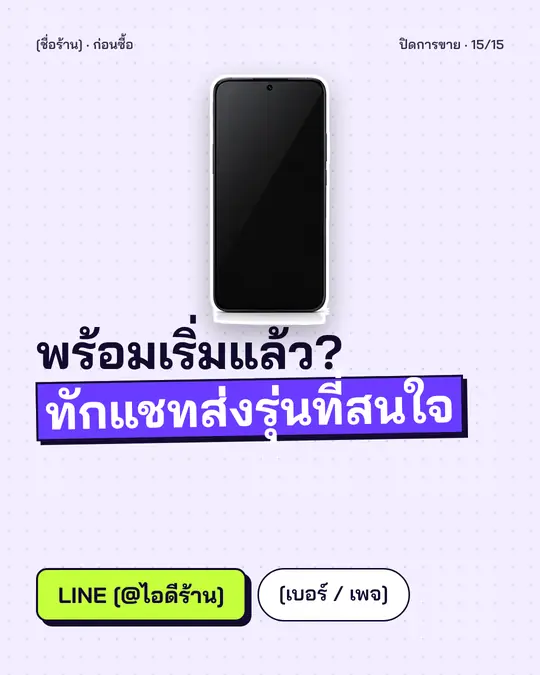 (ชื่อร้าน) · ก่อนซื้อ
ปิดการขาย · 15/15
พร้อมเริ่มแล้ว?
ทักแชทส่งรุ่นที่สนใจ
LINE (@ไอดีร้าน)
(เบอร์ / เพจ)